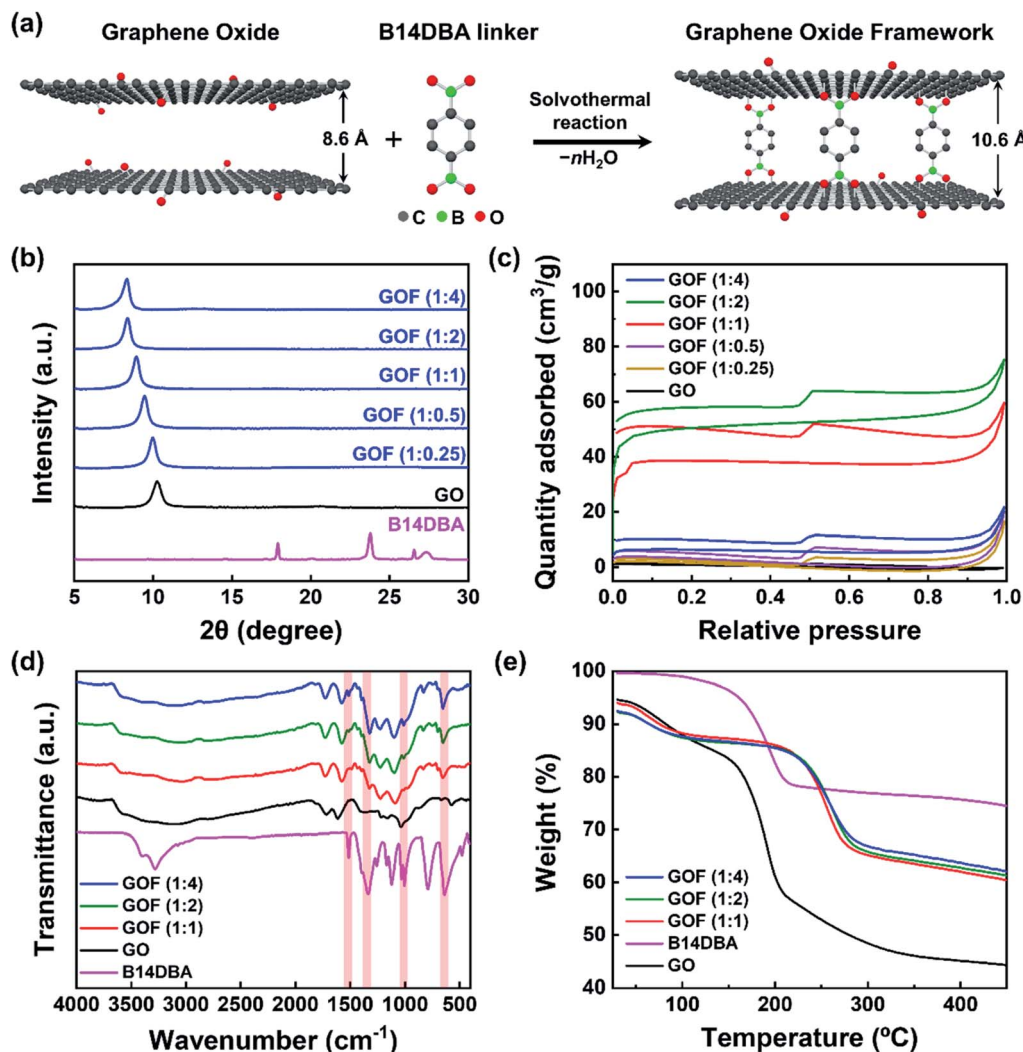 (a)
Graphene Oxide
B14DBA linker
Graphene Oxide Framework
8.6 Å
+
Solvothermal
reaction
−nH₂O
10.6 Å
C B O
(b)
Intensity (a.u.)
GOF (1:4)
GOF (1:2)
GOF (1:1)
GOF (1:0.5)
GOF (1:0.25)
GO
B14DBA
5 10 15 20 25 30
2θ (degree)
(c)
Quantity adsorbed (cm³/g)
100
80
60
40
20
0
GOF (1:4)
GOF (1:2)
GOF (1:1)
GOF (1:0.5)
GOF (1:0.25)
GO
0.0 0.2 0.4 0.6 0.8 1.0
Relative pressure
(d)
Transmittance (a.u.)
GOF (1:4)
GOF (1:2)
GOF (1:1)
GO
B14DBA
4000 3000 2000 1500 1000 500
Wavenumber (cm⁻¹)
(e)
Weight (%)
100
90
80
70
60
50
40
GOF (1:4)
GOF (1:2)
GOF (1:1)
B14DBA
GO
100 200 300 400
Temperature (ºC)